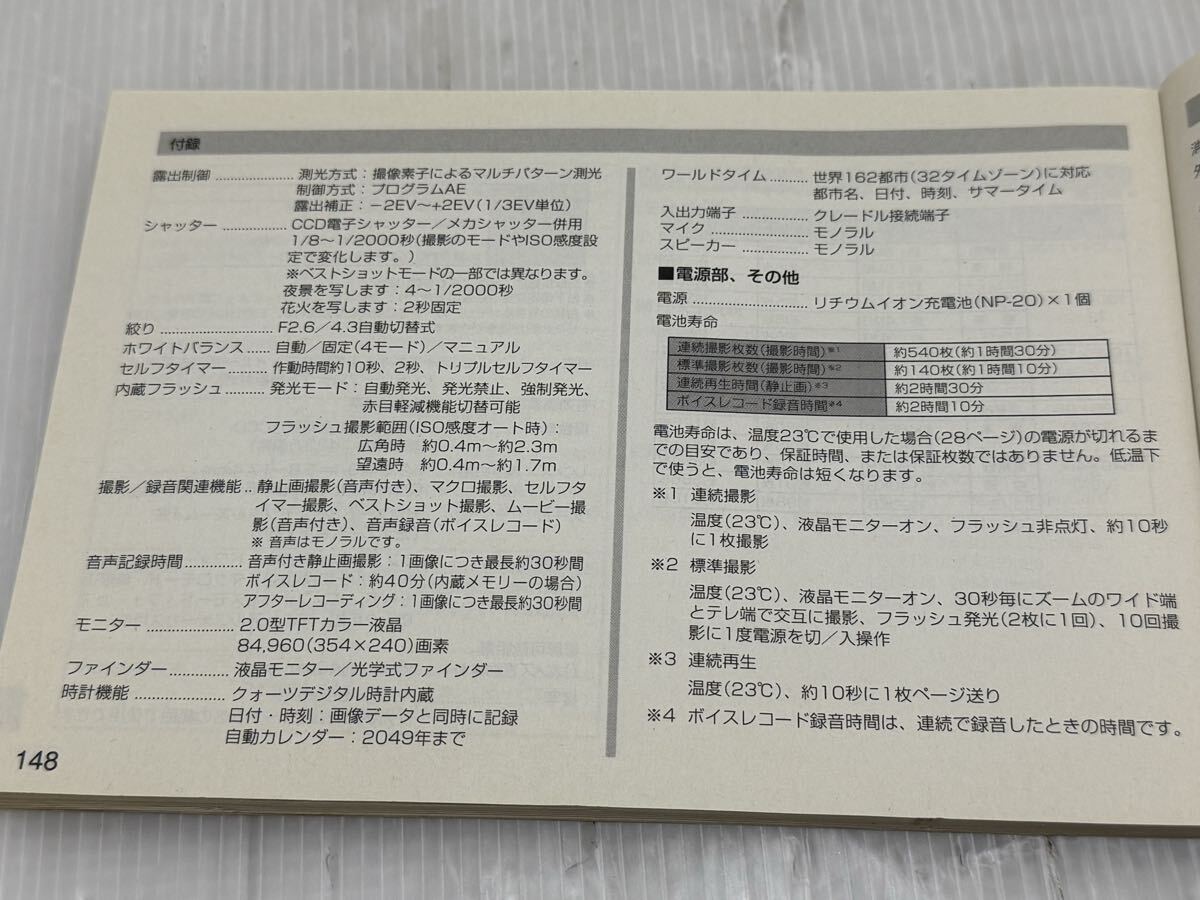 付録
露出制御 .................... 測光方式：撮像素子によるマルチパターン測光
制御方式：プログラムAE
露出補正：－2EV～+2EV（1/3EV単位）
シャッター ................ CCD電子シャッター／メカシャッター併用
1/8～1/2000秒（撮影のモードやISO感度設
定で変化します。）
※ベストショットモードの一部では異なります。
夜景を写します：4～1/2000秒
花火を写します：2秒固定
絞り ............................. F2.6／4.3自動切替式
ホワイトバランス ...... 自動／固定（4モード）／マニュアル
セルフタイマー .......... 作動時間約10秒、2秒、トリプルセルフタイマー
内蔵フラッシュ .......... 発光モード：自動発光、発光禁止、強制発光、
赤目軽減機能切替可能
フラッシュ撮影範囲（ISO感度オート時）：
広角時　約0.4m～約2.3m
望遠時　約0.4m～約1.7m
撮影／録音関連機能 .. 静止画撮影（音声付き）、マクロ撮影、セルフタ
イマー撮影、ベストショット撮影、ムービー撮
影（音声付き）、音声録音（ボイスレコード）
※ 音声はモノラルです。
音声記録時間 .............. 音声付き静止画撮影：1画像につき最長約30秒間
ボイスレコード：約40分（内蔵メモリーの場合）
アフターレコーディング：1画像につき最長約30秒間
モニター ..................... 2.0型TFTカラー液晶
84,960（354×240）画素
ファインダー .............. 液晶モニター／光学式ファインダー
時計機能 ..................... クォーツデジタル時計内蔵
日付・時刻：画像データと同時に記録
自動カレンダー：2049年まで
148
ワールドタイム .......... 世界162都市（32タイムゾーン）に対応
都市名、日付、時刻、サマータイム
入出力端子 ................. クレードル接続端子
マイク ......................... モノラル
スピーカー ................. モノラル
■電源部、その他
電源 ............................. リチウムイオン充電池（NP-20）×1個
電池寿命
連続撮影枚数（撮影時間）※1 約540枚（約1時間30分）
標準撮影枚数（撮影時間）※2 約140枚（約1時間10分）
連続再生時間（静止画）※3 約2時間30分
ボイスレコード録音時間※4 約2時間10分
電池寿命は、温度23℃で使用した場合（28ページ）の電源が切れるま
での目安であり、保証時間、または保証枚数ではありません。低温下
で使うと、電池寿命は短くなります。
※1 連続撮影
温度（23℃）、液晶モニターオン、フラッシュ非点灯、約10秒
に1枚撮影
※2 標準撮影
温度（23℃）、液晶モニターオン、30秒毎にズームのワイド端
とテレ端で交互に撮影、フラッシュ発光（2枚に1回）、10回撮
影に1度電源を切／入操作
※3 連続再生
温度（23℃）、約10秒に1枚ページ送り
※4 ボイスレコード録音時間は、連続で録音したときの時間です。